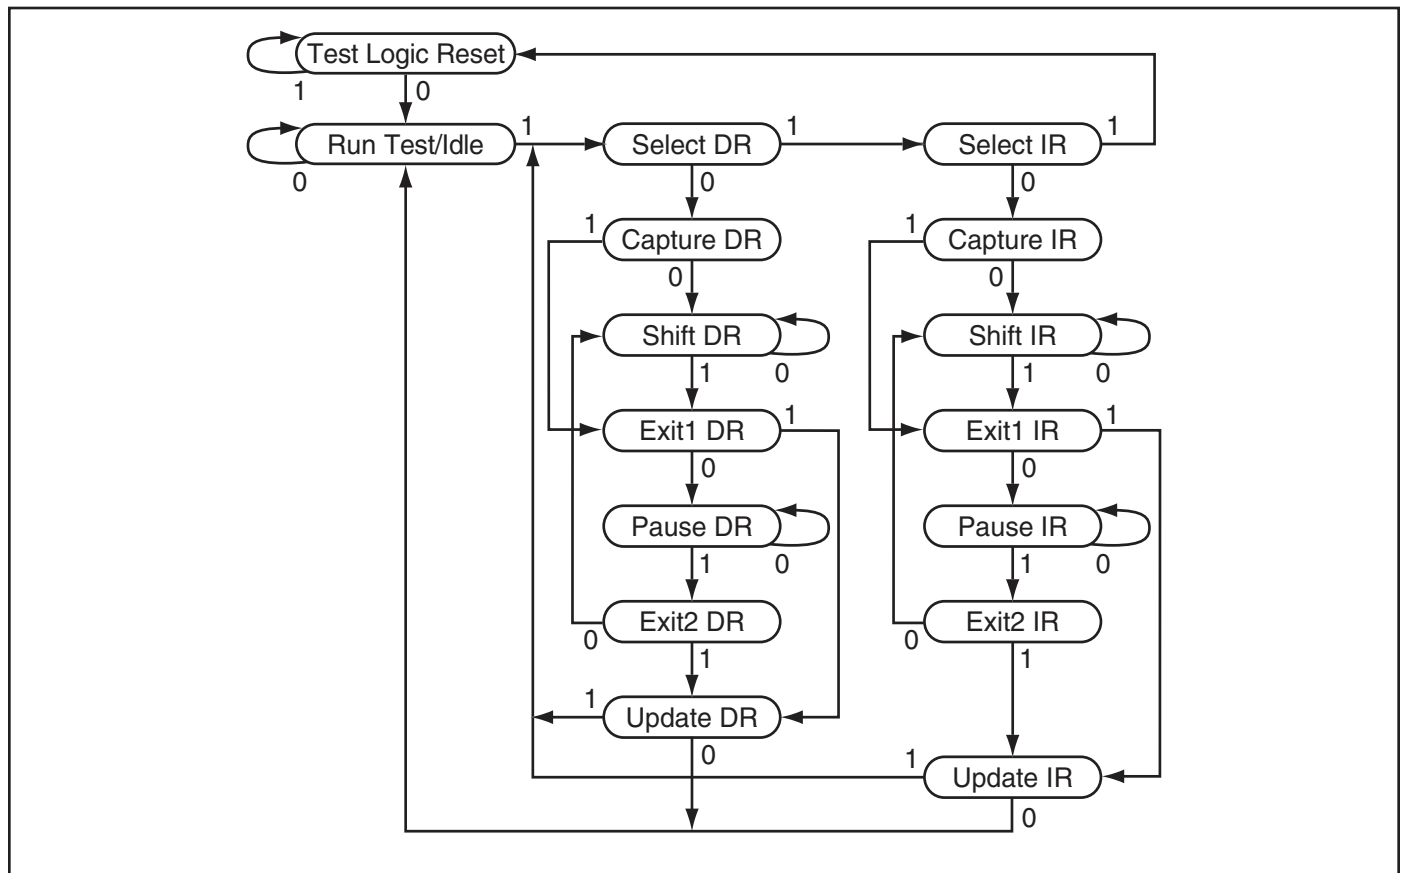 Test Logic Reset
1 0
Run Test/Idle 1 Select DR 1 Select IR 1
0 0 0
1 Capture DR 1 Capture IR
0 0
Shift DR Shift IR
1 0 1 0
Exit1 DR 1 Exit1 IR 1
0 0
Pause DR Pause IR
1 0 1 0
Exit2 DR Exit2 IR
0 1 0 1
1 Update DR
0 1 Update IR
0